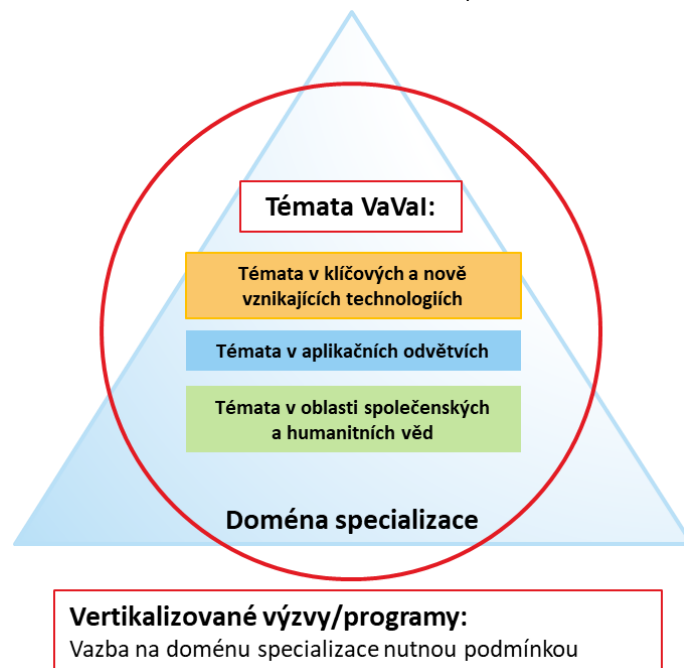 Témata VaVaI:
Témata v klíčových a nově
vznikajících technologiích
Témata v aplikačních odvětvích
Témata v oblasti společenských
a humanitních věd
Doména specializace
Vertikalizované výzvy/programy:
Vazba na doménu specializace nutnou podmínkou